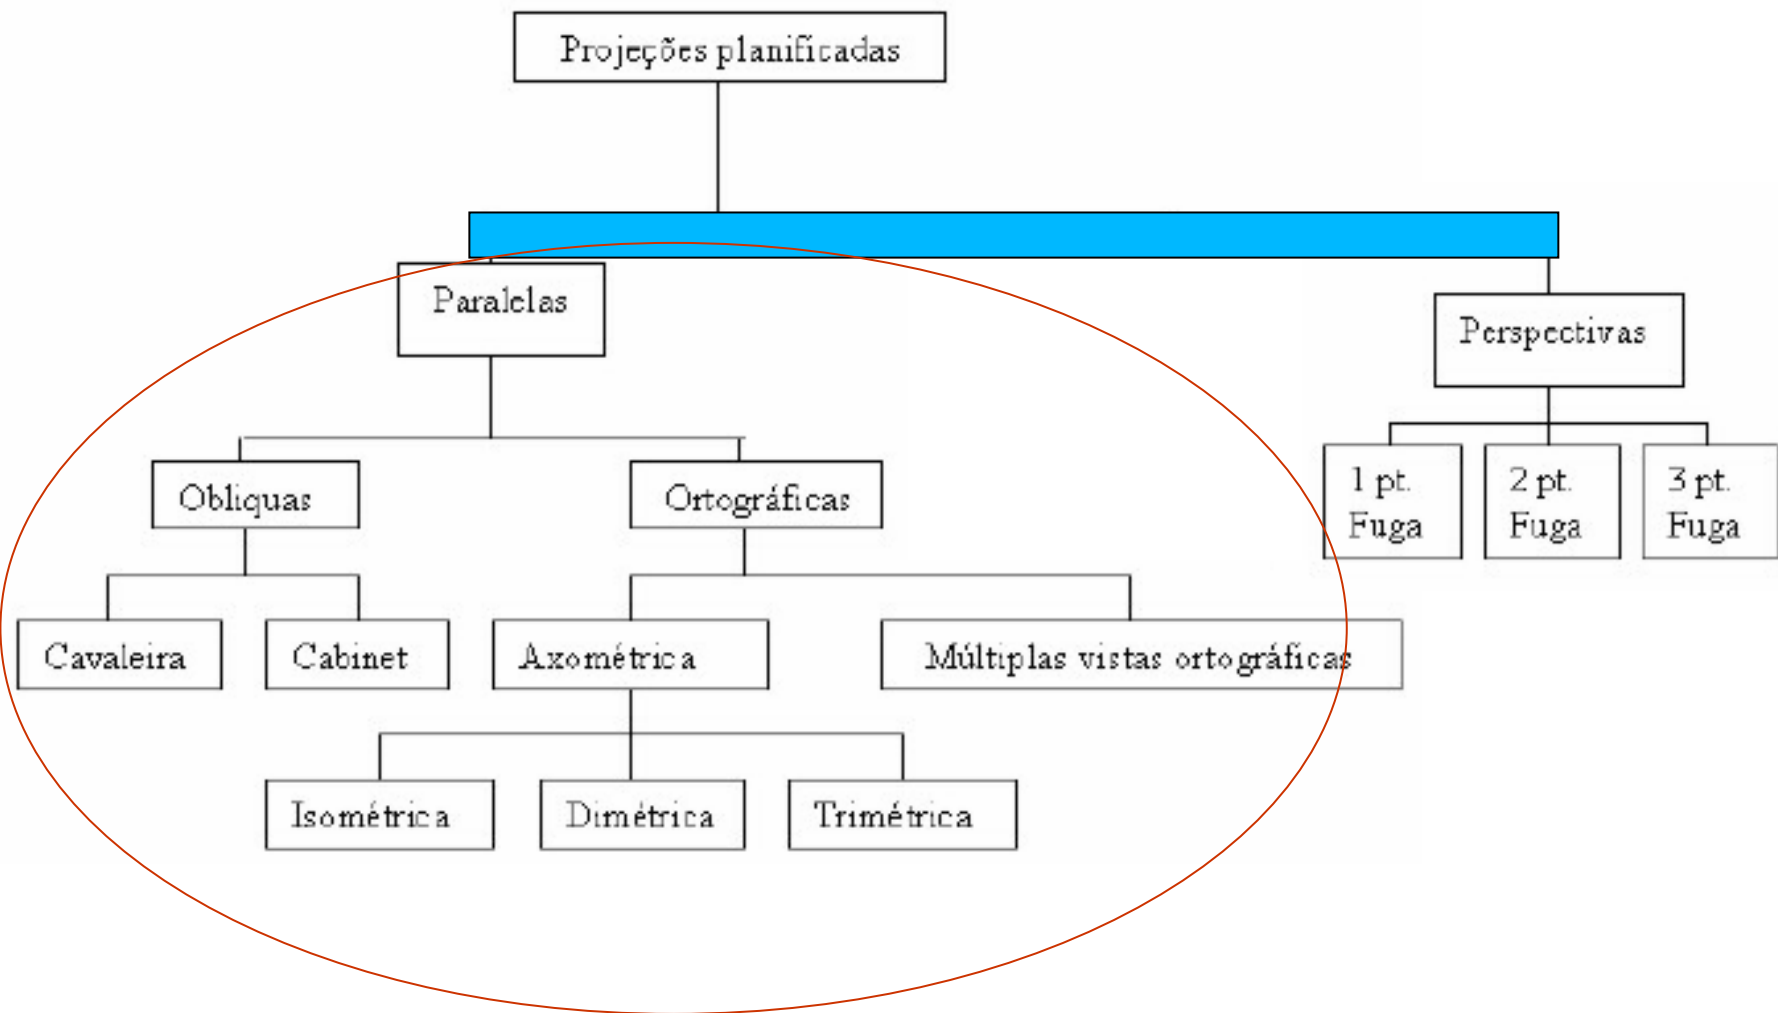 Projeções planificadas
Paralelas
Perspectivas
1 pt.
Fuga
2 pt.
Fuga
3 pt.
Fuga
Obliquas
Ortográficas
Cavaleira
Cabinet
Axométrica
Múltiplas vistas ortográficas
Isométrica
Dimétrica
Trimétrica